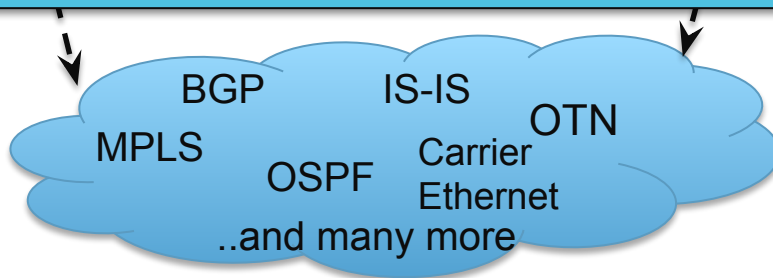 BGP
IS-IS
OTN
MPLS
OSPF
Carrier
Ethernet
..and many more